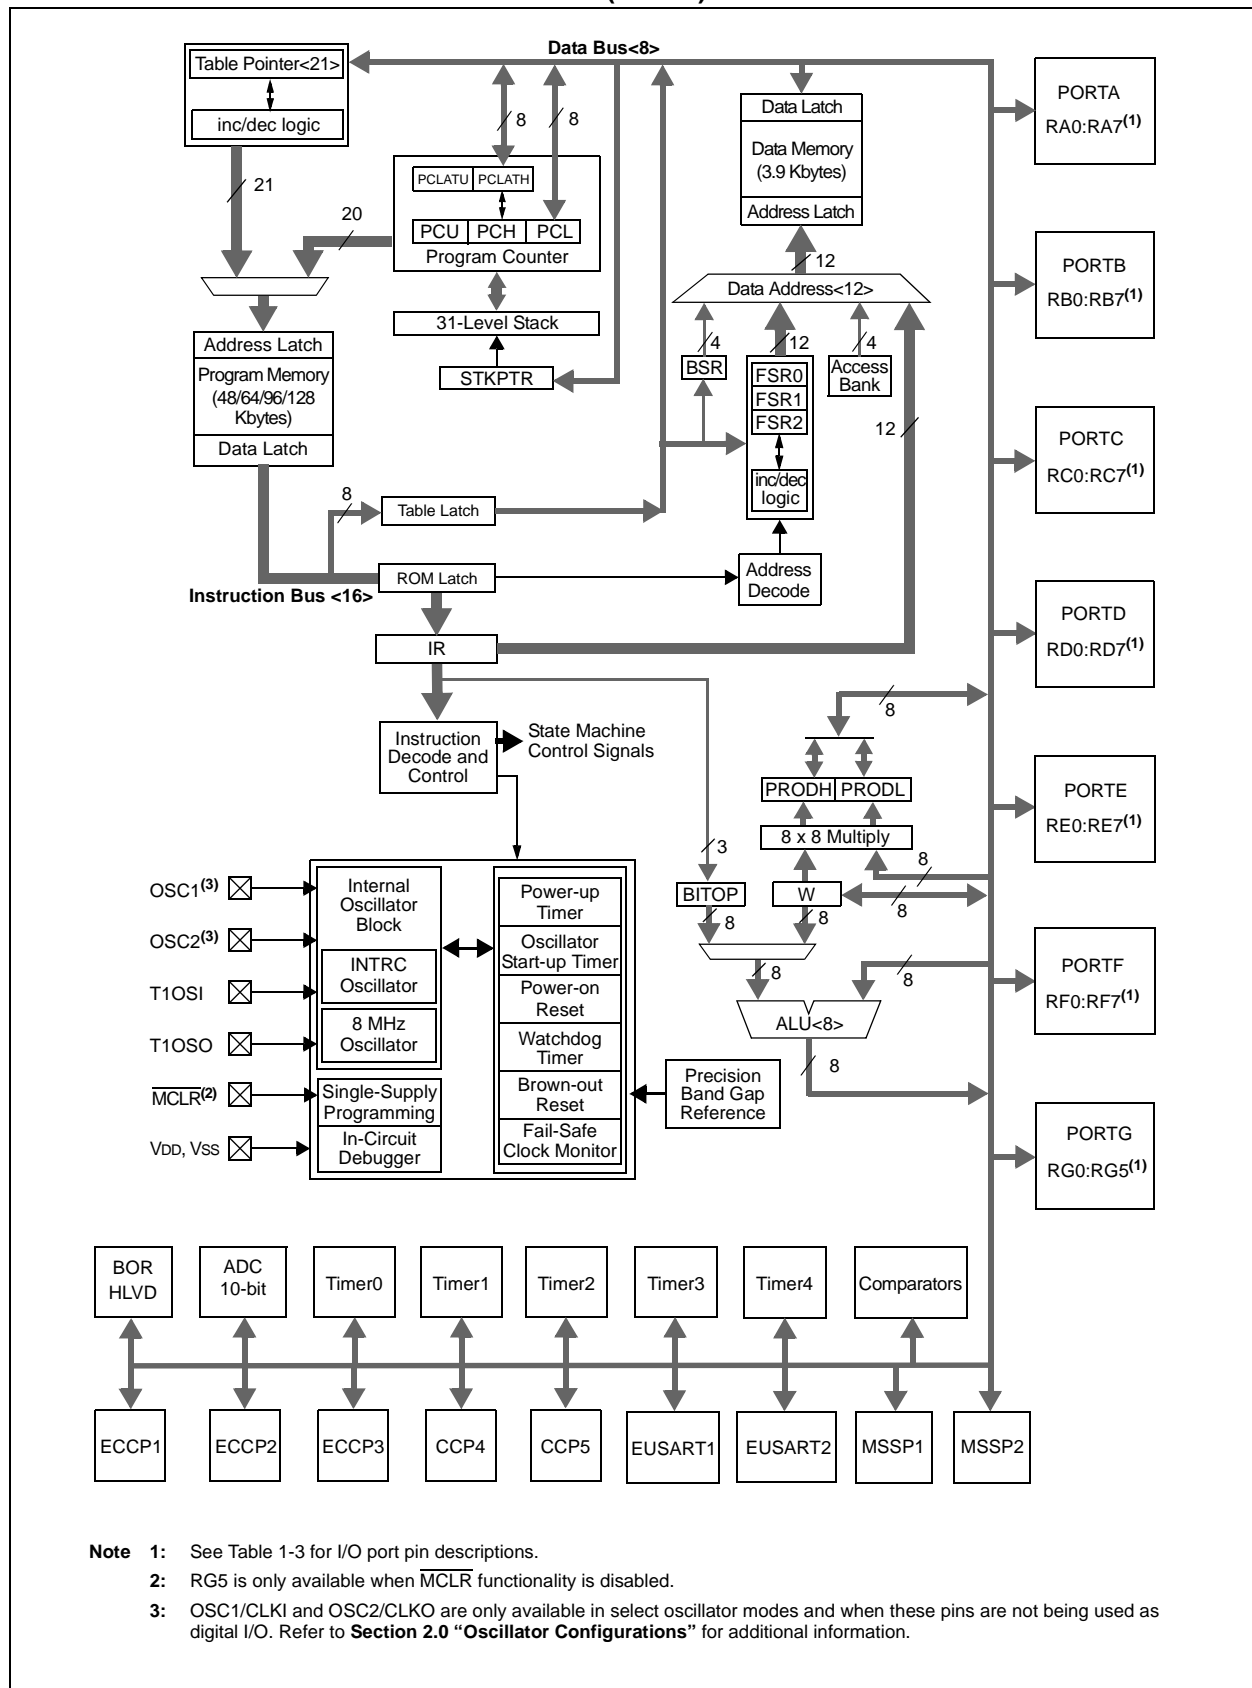 Data Bus<8>
Table Pointer<21>
inc/dec logic
21
20
8
8
PCLATU PCLATH
PCU PCH PCL
Program Counter
31-Level Stack
STKPTR
Data Latch
Data Memory
(3.9 Kbytes)
Address Latch
12
Data Address<12>
4
12
4
BSR
FSR0
FSR1
FSR2
inc/dec
logic
Access
Bank
12
Address Latch
Program Memory
(48/64/96/128
Kbytes)
Data Latch
8
Table Latch
ROM Latch
Instruction Bus <16>
Address
Decode
IR
Instruction
Decode and
Control
State Machine
Control Signals
8
PRODH PRODL
8 x 8 Multiply
3
8
BITOP
W
8
8
8
8
8
ALU<8>
8
OSC1(3)
OSC2(3)
T1OSI
T1OSO
MCLR(2)
VDD, VSS
Internal
Oscillator
Block
INTRC
Oscillator
8 MHz
Oscillator
Single-Supply
Programming
In-Circuit
Debugger
Power-up
Timer
Oscillator
Start-up Timer
Power-on
Reset
Watchdog
Timer
Brown-out
Reset
Fail-Safe
Clock Monitor
Precision
Band Gap
Reference
PORTA
RA0:RA7(1)
PORTB
RB0:RB7(1)
PORTC
RC0:RC7(1)
PORTD
RD0:RD7(1)
PORTE
RE0:RE7(1)
PORTF
RF0:RF7(1)
PORTG
RG0:RG5(1)
BOR
HLVD
ADC
10-bit
Timer0
Timer1
Timer2
Timer3
Timer4
Comparators
ECCP1
ECCP2
ECCP3
CCP4
CCP5
EUSART1
EUSART2
MSSP1
MSSP2
Note 1: See Table 1-3 for I/O port pin descriptions.
2: RG5 is only available when MCLR functionality is disabled.
3: OSC1/CLKI and OSC2/CLKO are only available in select oscillator modes and when these pins are not being used as
digital I/O. Refer to Section 2.0 “Oscillator Configurations” for additional information.